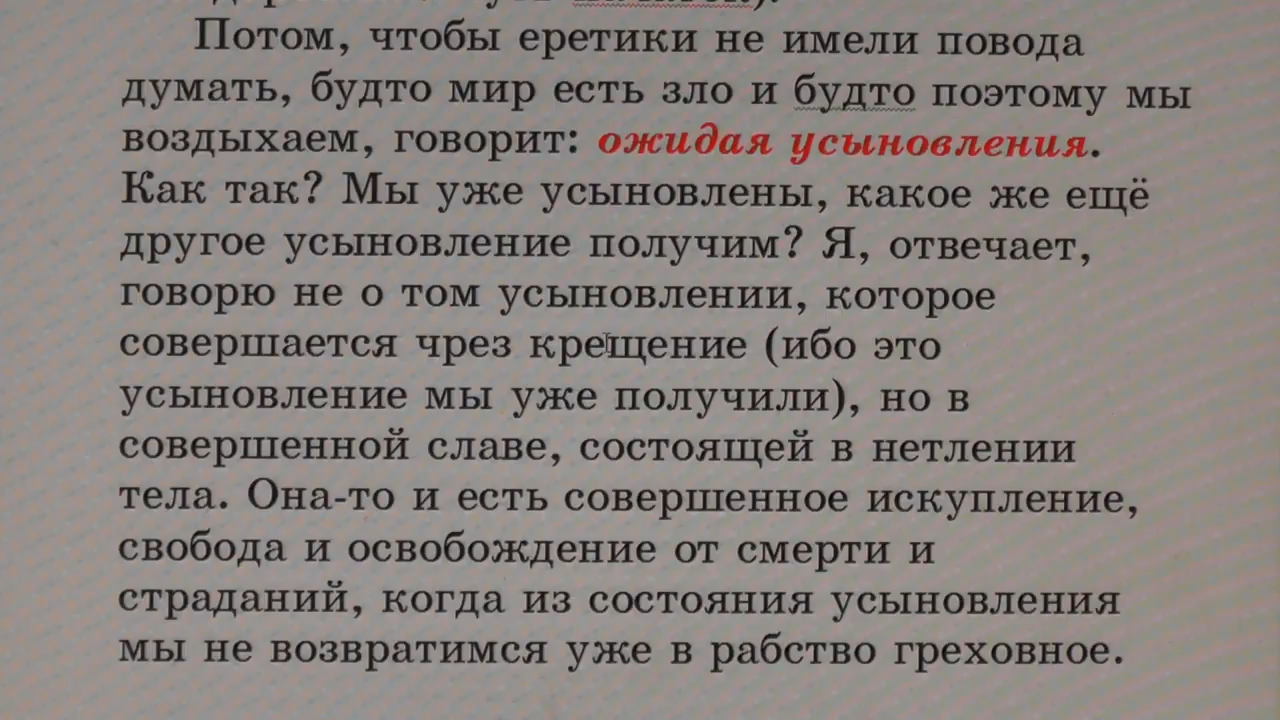 Потом, чтобы еретики не имели повода
думать, будто мир есть зло и будто поэтому мы
воздыхаем, говорит: ожидая усыновления.
Как так? Мы уже усыновлены, какое же ещё
другое усыновление получим? Я, отвечает,
говорю не о том усыновлении, которое
совершается чрез крещение (ибо это
усыновление мы уже получили), но в
совершенной славе, состоящей в нетлении
тела. Она-то и есть совершенное искупление,
свобода и освобождение от смерти и
страданий, когда из состояния усыновления
мы не возвратимся уже в рабство греховное.